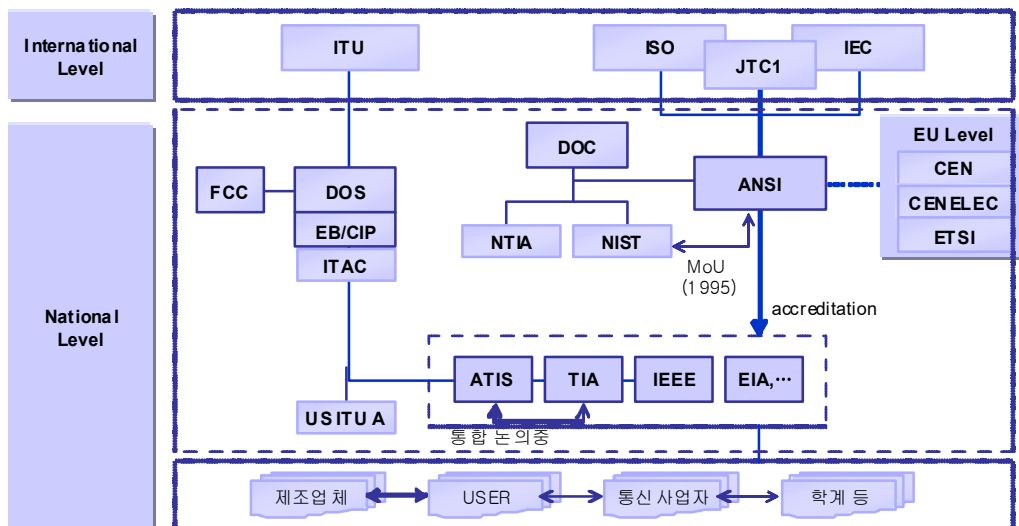 International
Level
ITU
ISO
JTC1
IEC
National
Level
DOC
EU Level
CEN
CENELEC
ETSI
FCC
DOS
ANSI
EB/CIP
NTIA
NIST
ITAC
MoU
(1995)
accreditation
ATIS
TIA
IEEE
EIA,…
USITUA
통합 논의중
제조업체
USER
통신 사업자
학계 등